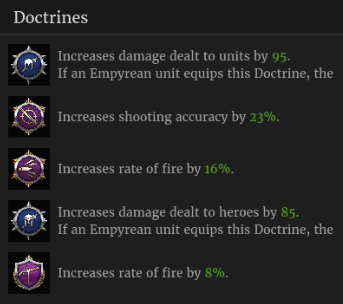 Doctrines
Increases damage dealt to units by 95.
If an Empyrean unit equips this Doctrine, the
Increases shooting accuracy by 23%.
Increases rate of fire by 16%.
Increases damage dealt to heroes by 85.
If an Empyrean unit equips this Doctrine, the
Increases rate of fire by 8%.